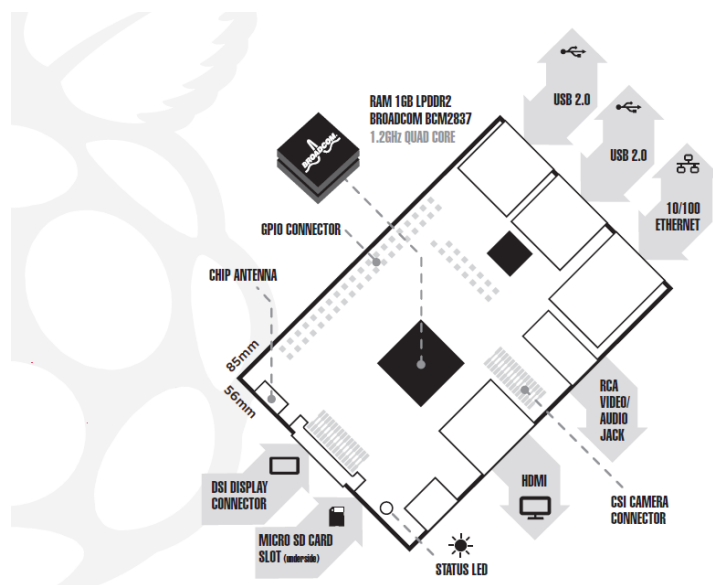 USB 2.0
RAM 1GB LPDDR2
BROADCOM BCM2837
1.2GHz QUAD CORE
BROADCOM
USB 2.0
10/100
ETHERNET
GPIO CONNECTOR
CHIP ANTENNA
85mm
56mm
RCA
VIDEO/
AUDIO
JACK
DSI DISPLAY
CONNECTOR
HDMI
CSI CAMERA
CONNECTOR
MICRO SD CARD
SLOT (underside)
STATUS LED